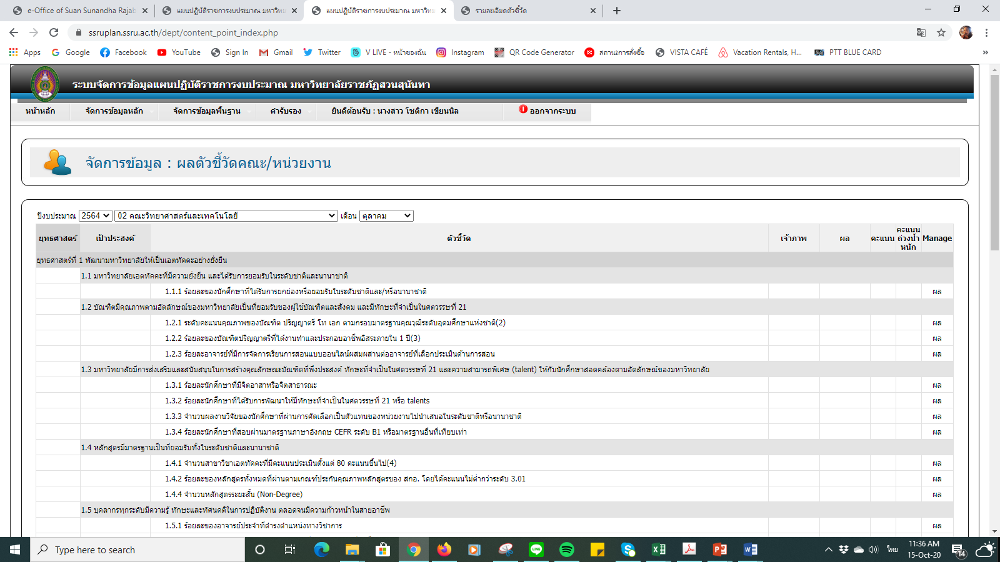 e-Office of Suan Sunandha Rajab
แผนปฏิบัติราชการงบประมาณ มหาวิทย
แผนปฏิบัติราชการงบประมาณ มหาวิทย
รายละเอียดตัวชี้วัด
ssruplan.ssru.ac.th/dept/content_point_index.php
Apps Google Facebook YouTube Sign In Gmail Twitter V LIVE - หน้าของฉัน Instagram QR Code Generator สถานะการสั่งซื้อ VISTA CAFÉ Vacation Rentals, H... PTT BLUE CARD »
ระบบจัดการข้อมูลแผนปฏิบัติราชการงบประมาณ มหาวิทยาลัยราชภัฏสวนสุนันทา
หน้าหลัก จัดการข้อมูลหลัก จัดการข้อมูลพื้นฐาน คำรับรอง ยินดีต้อนรับ : นางสาว โชติกา เขียนนิล ออกจากระบบ
จัดการข้อมูล : ผลตัวชี้วัดคณะ/หน่วยงาน
ปีงบประมาณ 2564 02 คณะวิทยาศาสตร์และเทคโนโลยี เดือน ตุลาคม
ยุทธศาสตร์ เป้าประสงค์ ตัวชี้วัด เจ้าภาพ ผล คะแนน คะแนนถ่วงน้ำหนัก Manage
ยุทธศาสตร์ที่ 1 พัฒนามหาวิทยาลัยให้เป็นเอตทัคคะอย่างยั่งยืน
1.1 มหาวิทยาลัยเอตทัคคะที่มีความยั่งยืน และได้รับการยอมรับในระดับชาติและนานาชาติ
1.1.1 ร้อยละของนักศึกษาที่ได้รับการยกย่องหรือยอมรับในระดับชาติและ/หรือนานาชาติ ผล
1.2 บัณฑิตมีคุณภาพตามอัตลักษณ์ของมหาวิทยาลัยเป็นที่ยอมรับของผู้ใช้บัณฑิตและสังคม และมีทักษะที่จำเป็นในศตวรรษที่ 21
1.2.1 ระดับคะแนนคุณภาพของบัณฑิต ปริญญาตรี โท เอก ตามกรอบมาตรฐานคุณวุฒิระดับอุดมศึกษาแห่งชาติ(2) ผล
1.2.2 ร้อยละของบัณฑิตปริญญาตรีที่ได้งานทำและประกอบอาชีพอิสระภายใน 1 ปี(3) ผล
1.2.3 ร้อยละอาจารย์ที่มีการจัดการเรียนการสอนแบบออนไลน์ผสมผสานต่ออาจารย์ที่เลือกประเมินด้านการสอน ผล
1.3 มหาวิทยาลัยมีการส่งเสริมและสนับสนุนในการสร้างคุณลักษณะบัณฑิตที่พึงประสงค์ ทักษะที่จำเป็นในศตวรรษที่ 21 และความสามารถพิเศษ (talent) ให้กับนักศึกษาสอดคล้องตามอัตลักษณ์ของมหาวิทยาลัย
1.3.1 ร้อยละนักศึกษาที่มีจิตอาสาหรือจิตสาธารณะ ผล
1.3.2 ร้อยละนักศึกษาที่ได้รับการพัฒนาให้มีทักษะที่จำเป็นในศตวรรษที่ 21 หรือ talents ผล
1.3.3 จำนวนผลงานวิจัยของนักศึกษาที่ผ่านการคัดเลือกเป็นตัวแทนของหน่วยงานไปนำเสนอในระดับชาติหรือนานาชาติ ผล
1.3.4 ร้อยละนักศึกษาที่สอบผ่านมาตรฐานภาษาอังกฤษ CEFR ระดับ B1 หรือมาตรฐานอื่นที่เทียบเท่า ผล
1.4 หลักสูตรมีมาตรฐานเป็นที่ยอมรับทั้งในระดับชาติและนานาชาติ
1.4.1 จำนวนสาขาวิชาเอตทัคคะที่มีคะแนนประเมินตั้งแต่ 80 คะแนนขึ้นไป(4) ผล
1.4.2 ร้อยละของหลักสูตรทั้งหมดที่ผ่านตามเกณฑ์ประกันคุณภาพหลักสูตรของ สกอ. โดยได้คะแนนไม่ต่ำกว่าระดับ 3.01 ผล
1.4.4 จำนวนหลักสูตรระยะสั้น (Non-Degree) ผล
1.5 บุคลากรทุกระดับมีความรู้ ทักษะและทัศนคติในการปฏิบัติงาน ตลอดจนมีความก้าวหน้าในสายอาชีพ
1.5.1 ร้อยละของอาจารย์ประจำที่ดำรงตำแหน่งทางวิชาการ ผล
Type here to search
ไทย
11:36 AM
15-Oct-20
14